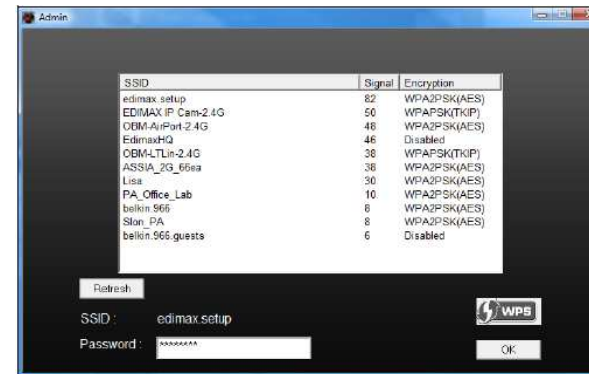 Admin
SSID Signal Encryption
edimax.setup 82 WPA2PSK(AES)
EDIMAX IP Cam-2.4G 50 WPAPSK(TKIP)
OBM-AirPort-2.4G 48 WPA2PSK(AES)
EdimaxHQ 46 Disabled
OBM-LTLin-2.4G 38 WPAPSK(TKIP)
ASSIA_2G_66ea 38 WPA2PSK(AES)
Lisa 30 WPA2PSK(AES)
PA_Office_Lab 10 WPA2PSK(AES)
belkin.966 8 WPA2PSK(AES)
Slon_PA 8 WPA2PSK(AES)
belkin.966.guests 6 Disabled
Refresh
SSID : edimax.setup
WPS
Password : ********
OK